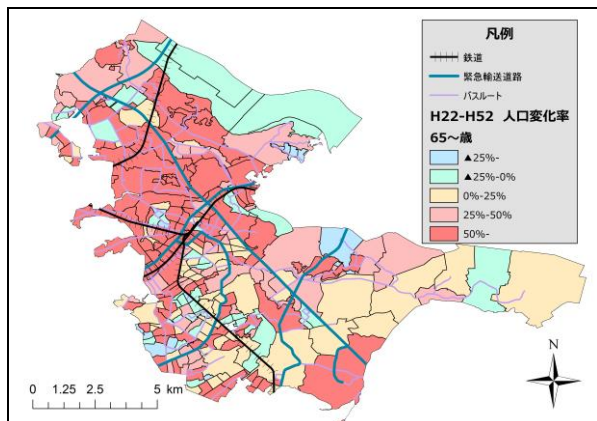 凡例
鉄道
緊急輸送道路
バスルート
H22-H52 人口変化率
65～歳
▲25%-
▲25%-0%
0%-25%
25%-50%
50%-
N
0 1.25 2.5 5 km